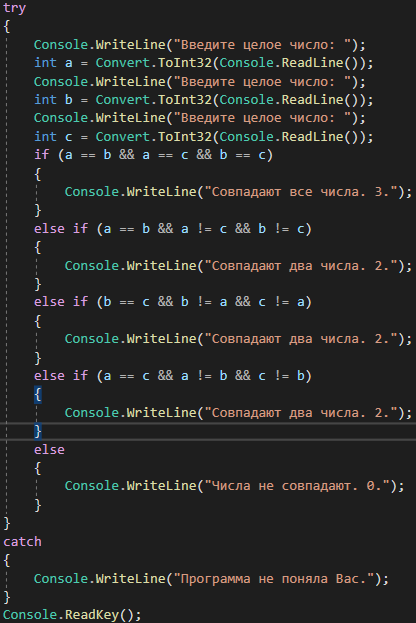 try
{
    Console.WriteLine("Введите целое число: ");
    int a = Convert.ToInt32(Console.ReadLine());
    Console.WriteLine("Введите целое число: ");
    int b = Convert.ToInt32(Console.ReadLine());
    Console.WriteLine("Введите целое число: ");
    int c = Convert.ToInt32(Console.ReadLine());
    if (a == b && a == c && b == c)
    {
        Console.WriteLine("Совпадают все числа. 3.");
    }
    else if (a == b && a != c && b != c)
    {
        Console.WriteLine("Совпадают два числа. 2.");
    }
    else if (b == c && b != a && c != a)
    {
        Console.WriteLine("Совпадают два числа. 2.");
    }
    else if (a == c && a != b && c != b)
    {
        Console.WriteLine("Совпадают два числа. 2.");
    }
    else
    {
        Console.WriteLine("Числа не совпадают. 0.");
    }
}
catch
{
    Console.WriteLine("Программа не поняла Вас.");
}
Console.ReadKey();